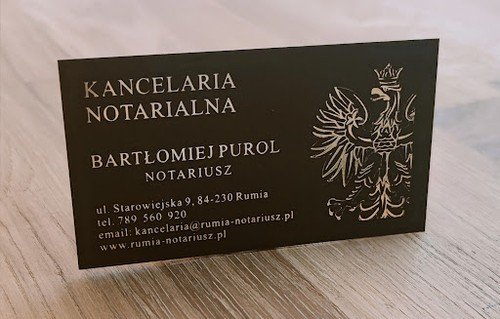 KANCELARIA
NOTARIALNA
BARTŁOMIEJ PUROL
NOTARIUSZ
ul. Starowiejska 9, 84-230 Rumia
tel. 789 560 920
email: kancelaria@rumia-notariusz.pl
www.rumia-notariusz.pl